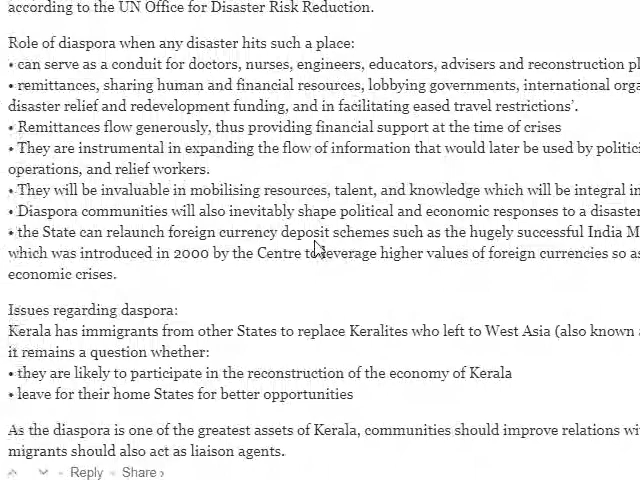 according to the UN Office for Disaster Risk Reduction.
Role of diaspora when any disaster hits such a place:
• can serve as a conduit for doctors, nurses, engineers, educators, advisers and reconstruction
• remittances, sharing human and financial resources, lobbying governments, international
disaster relief and redevelopment funding, and in facilitating eased travel restrictions'.
• Remittances flow generously, thus providing financial support at the time of crises
• They are instrumental in expanding the flow of information that would later be used by
operations, and relief workers.
• They will be invaluable in mobilising resources, talent, and knowledge which will be integral in
• Diaspora communities will also inevitably shape political and economic responses to a disaster
• the State can relaunch foreign currency deposit schemes such as the hugely successful India
which was introduced in 2000 by the Centre to leverage higher values of foreign currencies so as
economic crises.
Issues regarding daspora:
Kerala has immigrants from other States to replace Keralites who left to West Asia (also known
it remains a question whether:
• they are likely to participate in the reconstruction of the economy of Kerala
• leave for their home States for better opportunities
As the diaspora is one of the greatest assets of Kerala, communities should improve relations
migrants should also act as liaison agents.
Reply Share ›